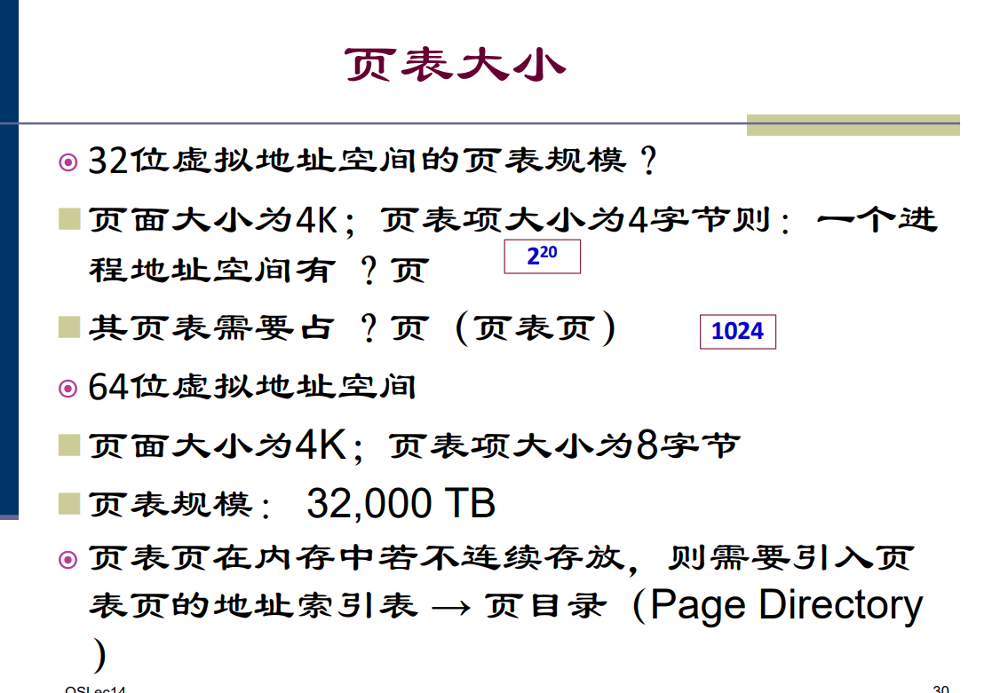 页表大小
32位虚拟地址空间的页表规模？
页面大小为4K；页表项大小为4字节则：一个进
程地址空间有 ？页
2²⁰
其页表需要占 ？页（页表页）
1024
64位虚拟地址空间
页面大小为4K；页表项大小为8字节
页表规模： 32,000 TB
页表页在内存中若不连续存放，则需要引入页
表页的地址索引表 → 页目录（Page Directory
）
OSLec14
30